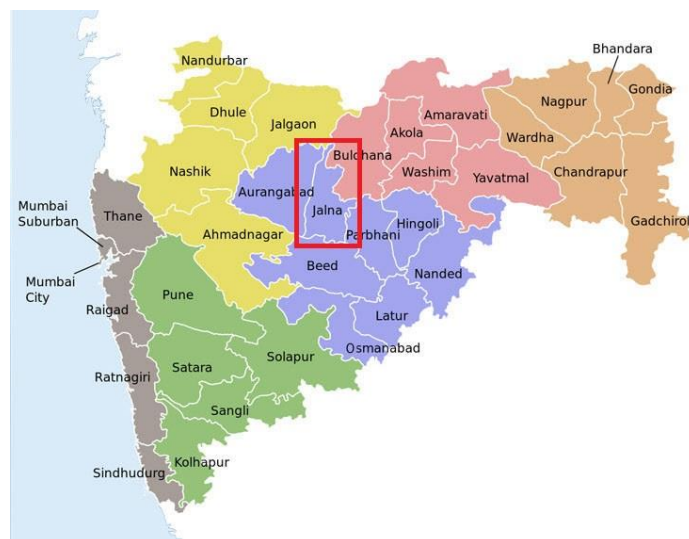 Nandurbar
Bhandara
Dhule
Jalgaon
Amaravati
Nagpur
Gondia
Akola
Buldhana
Wardha
Nashik
Washim
Yavatmal
Chandrapur
Aurangabad
Mumbai
Suburban
Thane
Jalna
Hingoli
Gadchirol
Ahmadnagar
Parbhani
Beed
Nanded
Mumbai
City
Pune
Raigad
Latur
Osmanabad
Solapur
Satara
Ratnagiri
Sangli
Kolhapur
Sindhudurg